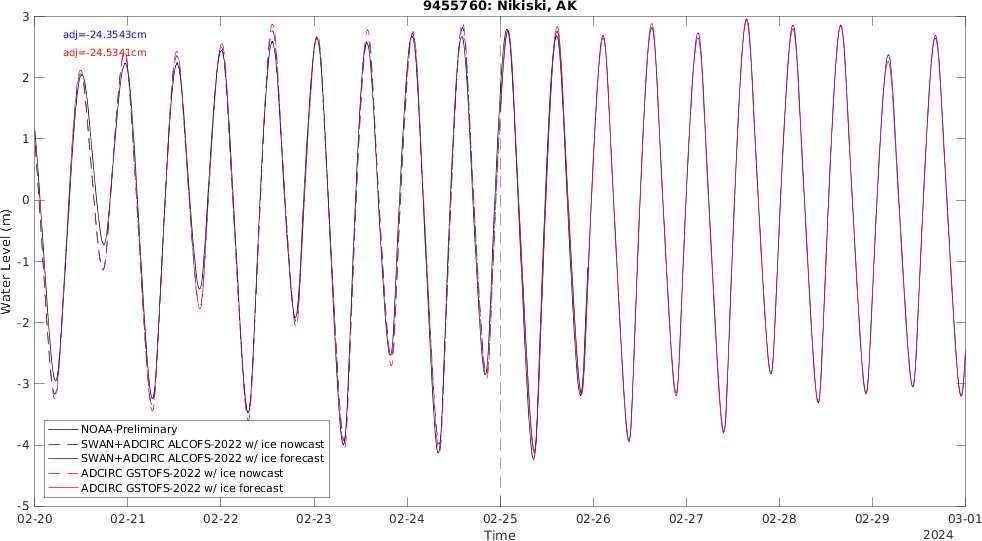 9455760: Nikiski, AK
adj=-24.3543cm
adj=-24.5341cm
Water Level (m)
3
2
1
0
-1
-2
-3
-4
-5
NOAA-Preliminary
SWAN+ADCIRC ALCOFS-2022 w/ ice nowcast
SWAN+ADCIRC ALCOFS-2022 w/ ice forecast
ADCIRC GSTOFS-2022 w/ ice nowcast
ADCIRC GSTOFS-2022 w/ ice forecast
02-20 02-21 02-22 02-23 02-24 02-25 02-26 02-27 02-28 02-29 03-01
Time
2024